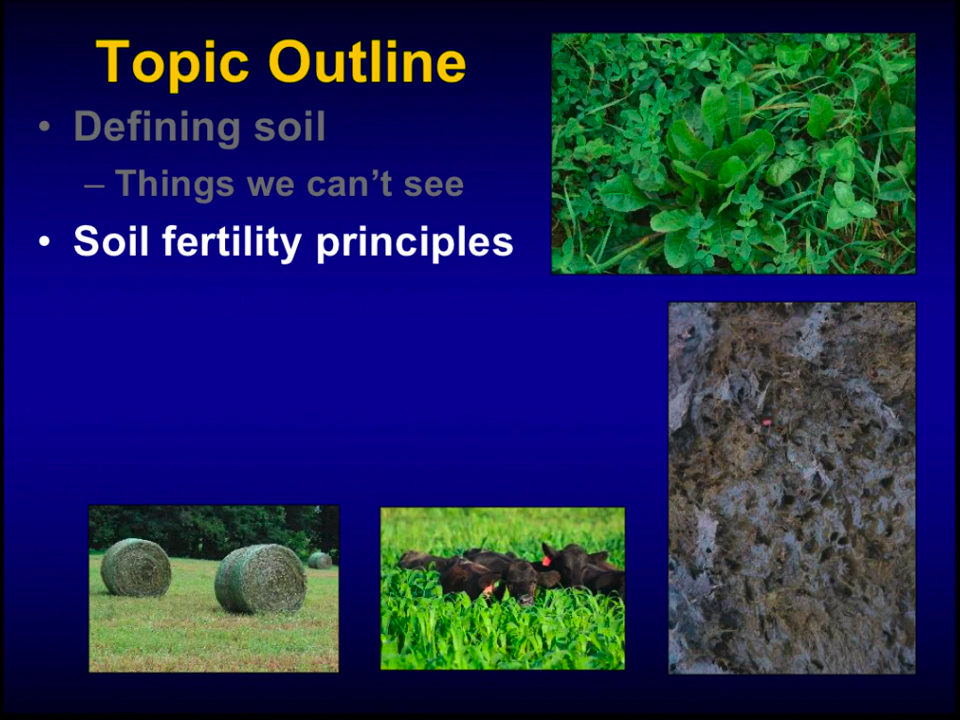 Topic Outline
• Defining soil
– Things we can’t see
• Soil fertility principles